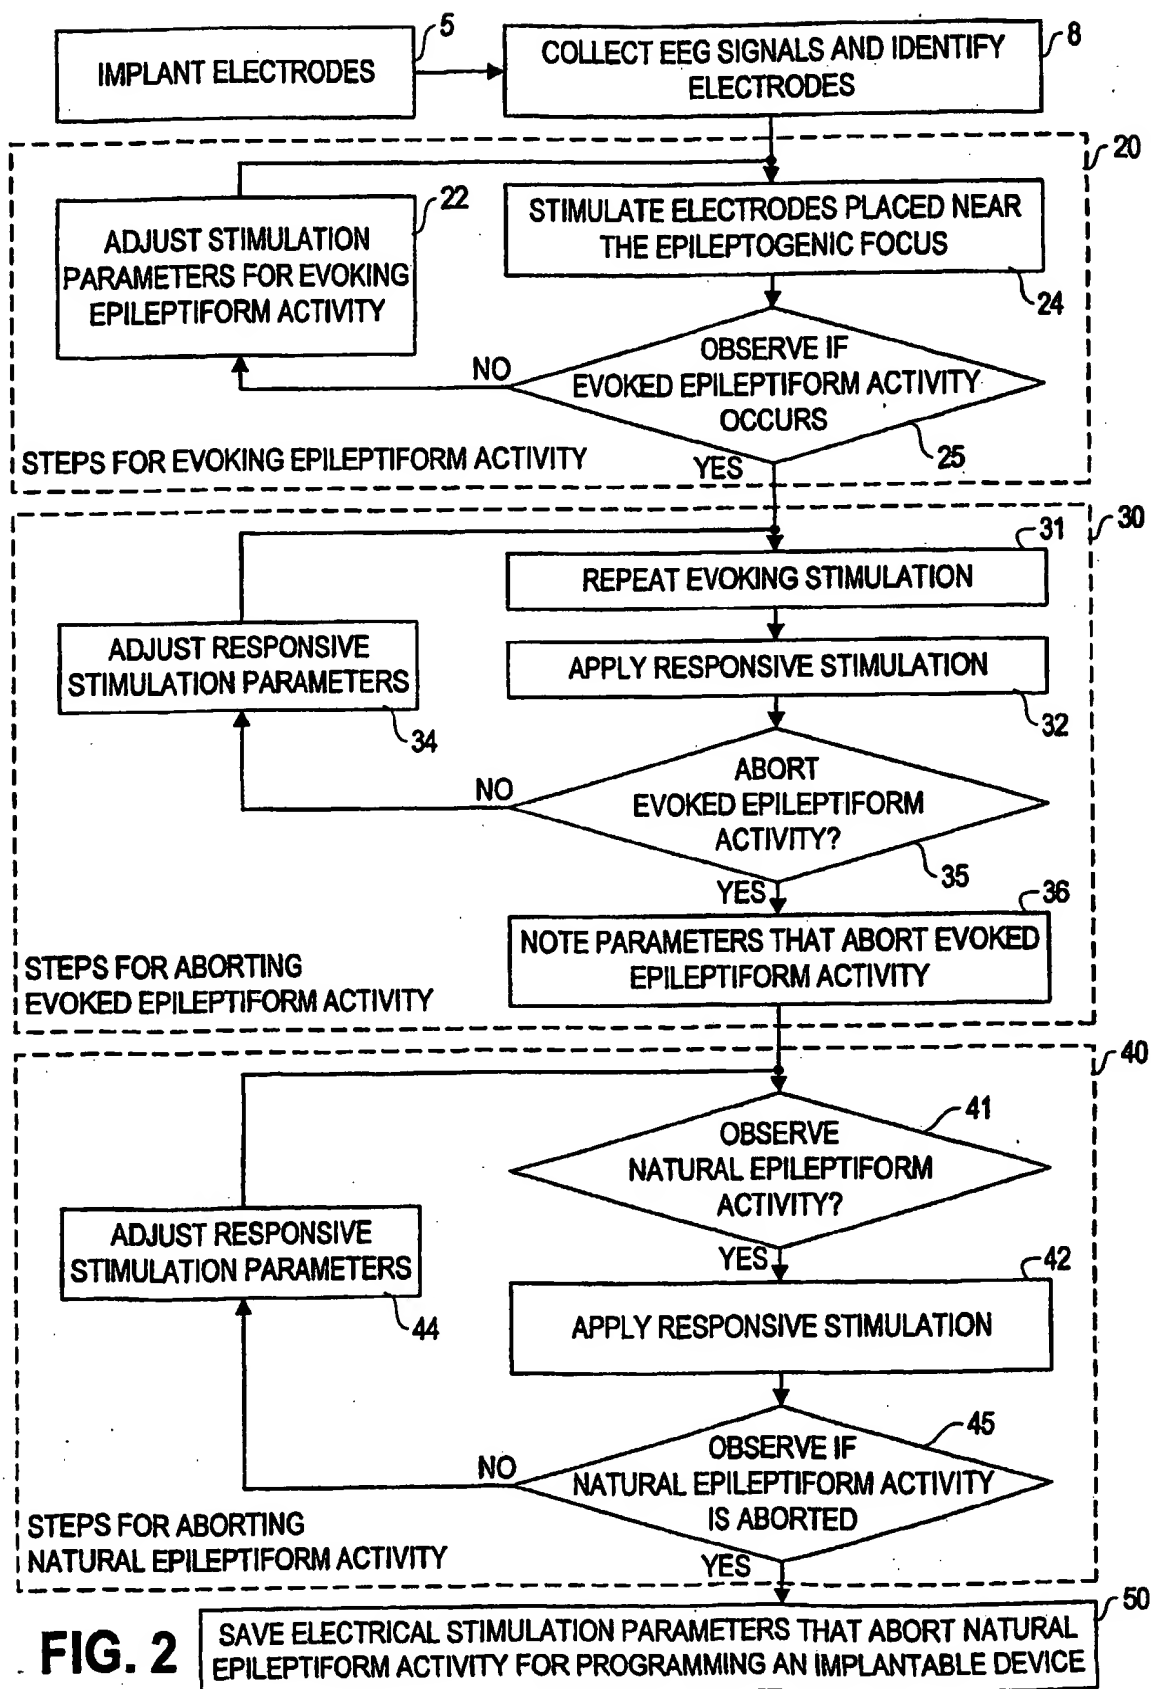 5
IMPLANT ELECTRODES
8
COLLECT EEG SIGNALS AND IDENTIFY
ELECTRODES
20
22
ADJUST STIMULATION
PARAMETERS FOR EVOKING
EPILEPTIFORM ACTIVITY
STIMULATE ELECTRODES PLACED NEAR
THE EPILEPTOGENIC FOCUS
24
OBSERVE IF
EVOKED EPILEPTIFORM ACTIVITY
OCCURS
NO
25
YES
STEPS FOR EVOKING EPILEPTIFORM ACTIVITY
30
31
REPEAT EVOKING STIMULATION
ADJUST RESPONSIVE
STIMULATION PARAMETERS
34
APPLY RESPONSIVE STIMULATION
32
ABORT
EVOKED EPILEPTIFORM
ACTIVITY?
NO
35
YES
36
NOTE PARAMETERS THAT ABORT EVOKED
EPILEPTIFORM ACTIVITY
STEPS FOR ABORTING
EVOKED EPILEPTIFORM ACTIVITY
40
41
OBSERVE
NATURAL EPILEPTIFORM
ACTIVITY?
YES
ADJUST RESPONSIVE
STIMULATION PARAMETERS
44
42
APPLY RESPONSIVE STIMULATION
45
OBSERVE IF
NATURAL EPILEPTIFORM ACTIVITY
IS ABORTED
NO
YES
STEPS FOR ABORTING
NATURAL EPILEPTIFORM ACTIVITY
50
SAVE ELECTRICAL STIMULATION PARAMETERS THAT ABORT NATURAL
EPILEPTIFORM ACTIVITY FOR PROGRAMMING AN IMPLANTABLE DEVICE
FIG. 2